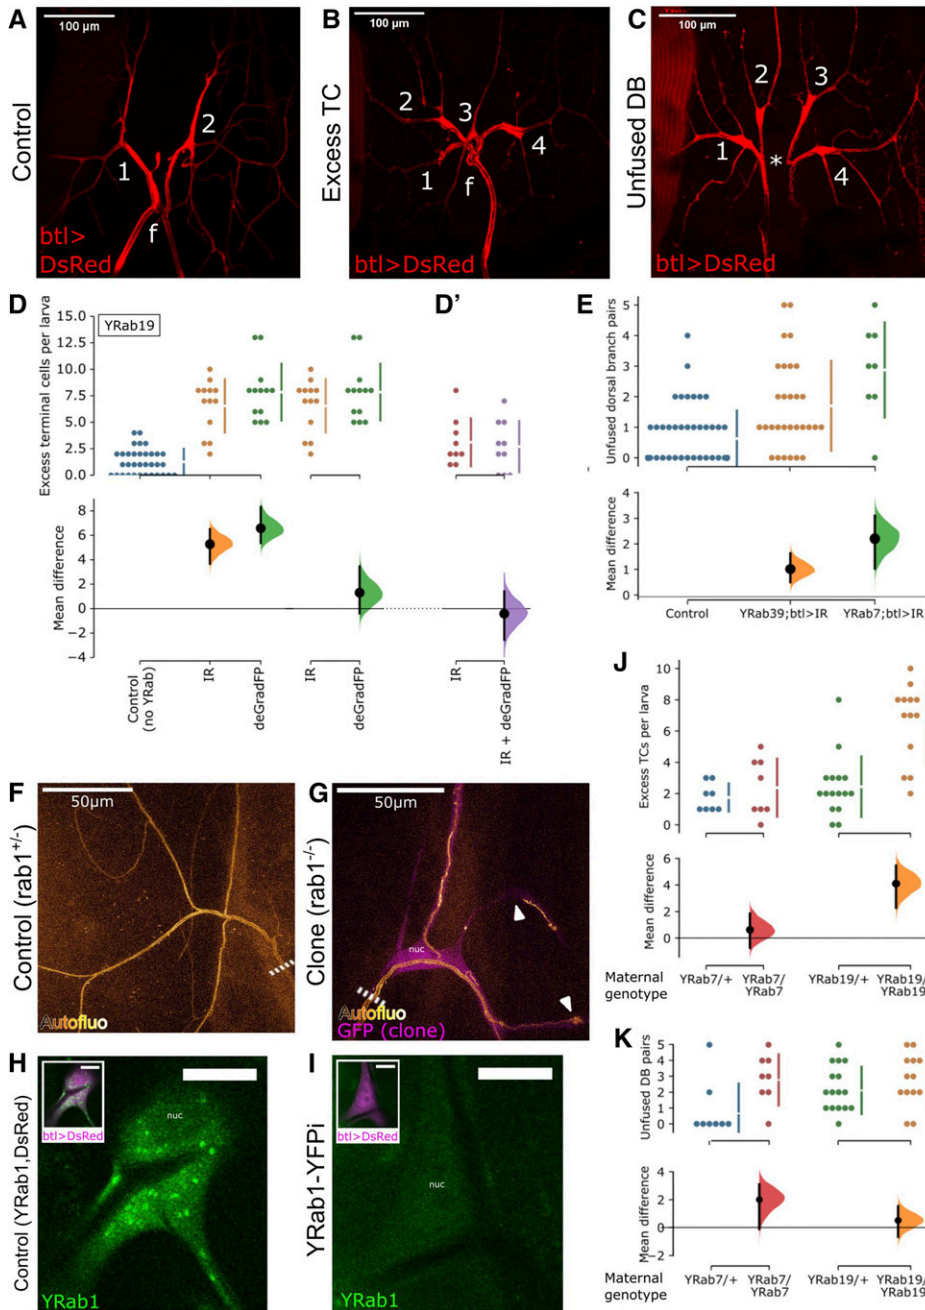 A
100 µm
Control
1
2
f
btl>
DsRed
B
100 µm
Excess TC
2
3
4
1
f
btl>DsRed
C
100 µm
Unfused DB
2
3
1
*
4
btl>DsRed
D
YRab19
Excess terminal cells per larva
15.0
12.5
10.0
7.5
5.0
2.5
0.0
Mean difference
6
4
2
0
−2
−4
Control
(no YRab)
IR
deGradFP
IR
deGradFP
D'
IR
IR + deGradFP
E
Unfused dorsal branch pairs
5
4
3
2
1
0
Mean difference
4
3
2
1
0
Control
YRab39;btl>IR
YRab7;btl>IR
F
50µm
Control (rab1+/-)
Autofluo
G
50µm
Clone (rab1-/-)
nuc
Autofluo
GFP (clone)
H
Control (YRab1,DsRed)
btl>DsRed
nuc
YRab1
I
YRab1-YFPi
btl>DsRed
nuc
YRab1
J
Excess TCs per larva
10
8
6
4
2
0
Mean difference
6
4
2
0
Maternal
genotype
YRab7/+
YRab7/
YRab7
YRab19/+
YRab19/
YRab19
K
Unfused DB pairs
5
4
3
2
1
0
Mean difference
4
2
0
−2
Maternal
genotype
YRab7/+
YRab7/
YRab7
YRab19/+
YRab19/
YRab19